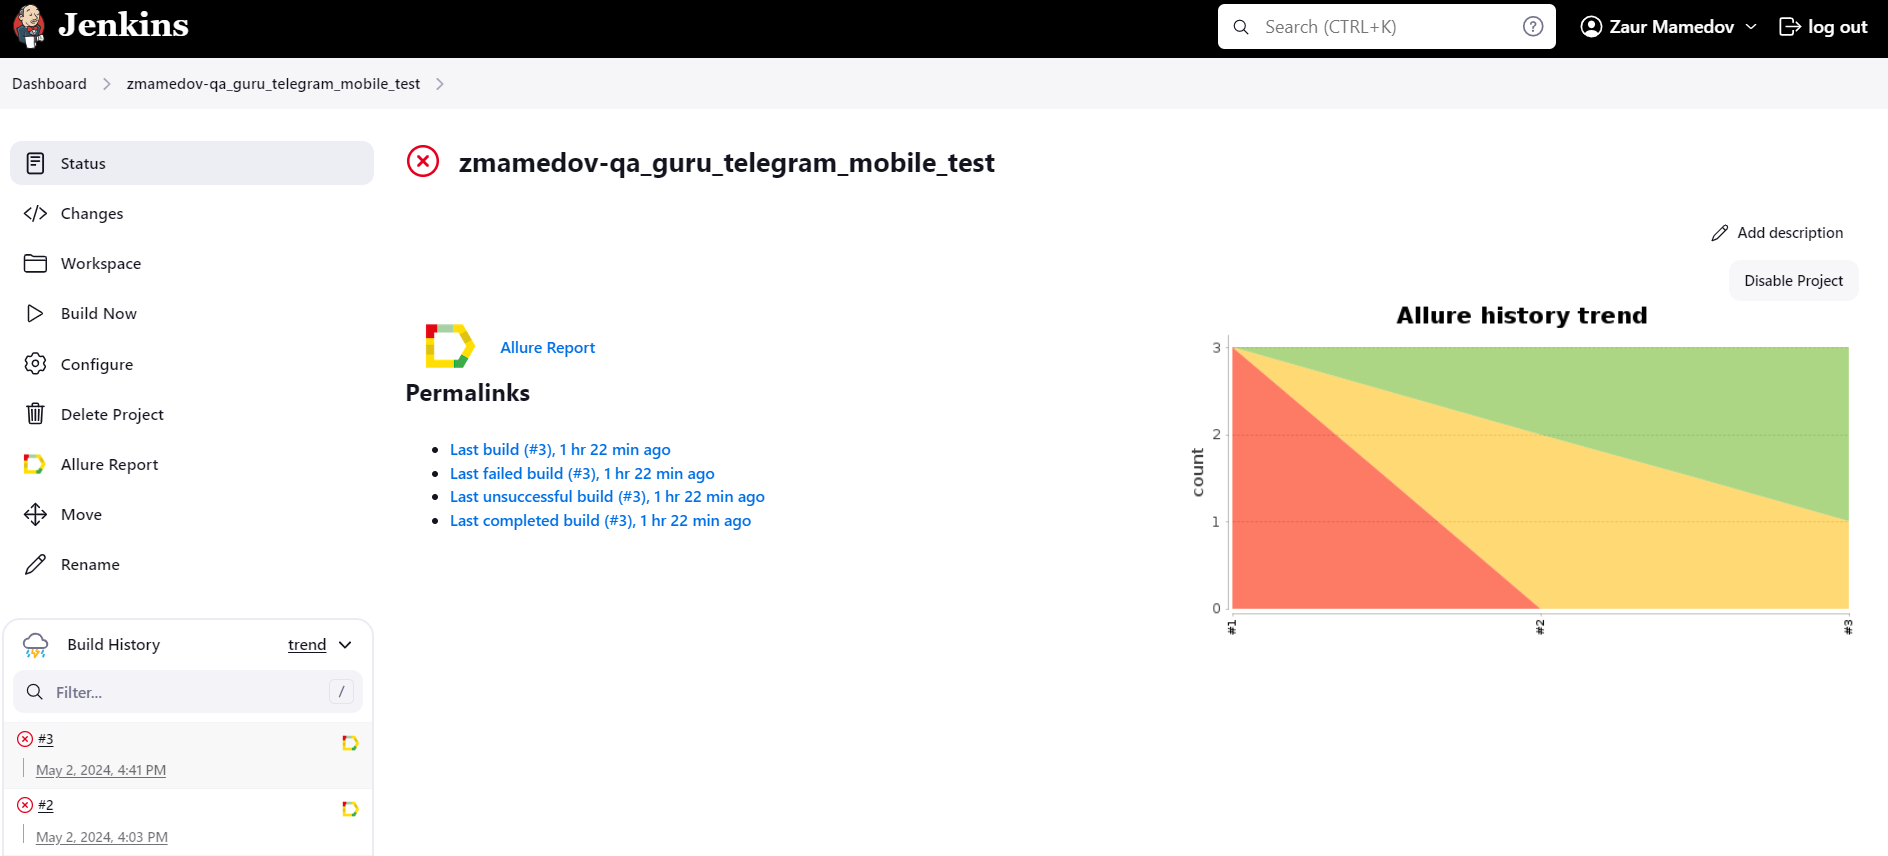 Jenkins
Search (CTRL+K)
Zaur Mamedov
log out
Dashboard
zmamedov-qa_guru_telegram_mobile_test
Status
Changes
Workspace
Build Now
Configure
Delete Project
Allure Report
Move
Rename
Build History
trend
Filter...
/
#3
May 2, 2024, 4:41 PM
#2
May 2, 2024, 4:03 PM
zmamedov-qa_guru_telegram_mobile_test
Add description
Disable Project
Allure Report
Permalinks
Last build (#3), 1 hr 22 min ago
Last failed build (#3), 1 hr 22 min ago
Last unsuccessful build (#3), 1 hr 22 min ago
Last completed build (#3), 1 hr 22 min ago
Allure history trend
count
3
2
1
0
#1
#2
#3